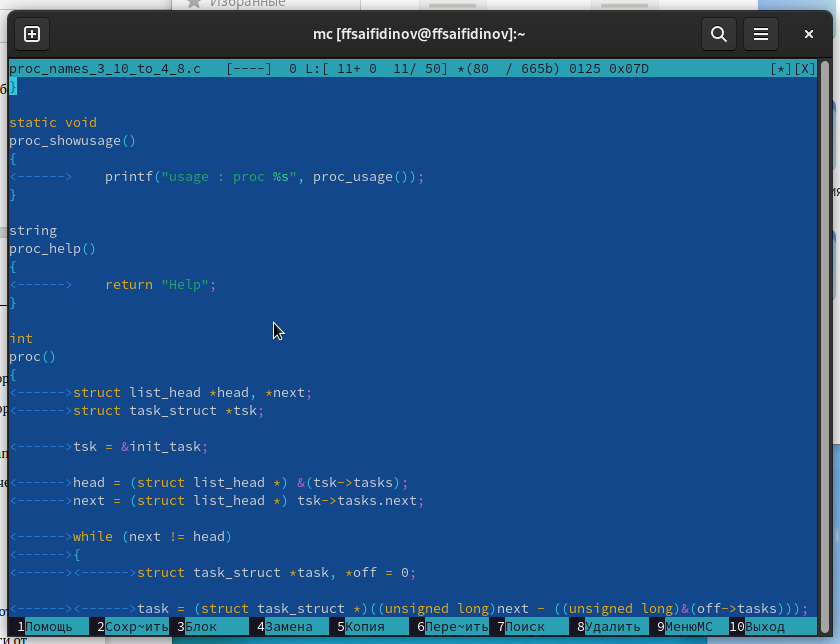 Избранные
mc [ffsaifidinov@ffsaifidinov]:~
proc_names_3_10_to_4_8.c [----] 0 L:[ 11+ 0 11/ 50] *(80 / 665b) 0125 0x07D [*][X]
}
static void
proc_showusage()
{
<------> printf("usage : proc %s", proc_usage());
}
string
proc_help()
{
<------> return "Help";
}
int
proc()
{
<------>struct list_head *head, *next;
<------>struct task_struct *tsk;
<------>tsk = &init_task;
<------>head = (struct list_head *) &(tsk->tasks);
<------>next = (struct list_head *) tsk->tasks.next;
<------>while (next != head)
<------>{
<------><------>struct task_struct *task, *off = 0;
<------><------>task = (struct task_struct *)((unsigned long)next - ((unsigned long)&(off->tasks)));
1Помощь 2Сохр~ить 3Блок 4Замена 5Копия 6Пере~ить 7Поиск 8Удалить 9МенюMC 10Выход